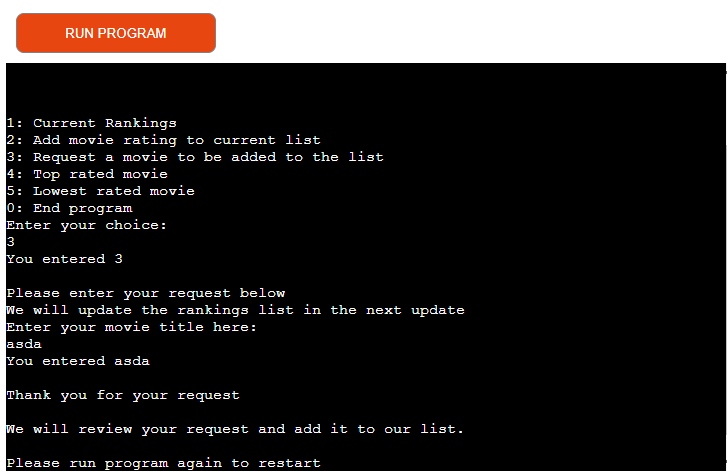 RUN PROGRAM
1: Current Rankings
2: Add movie rating to current list
3: Request a movie to be added to the list
4: Top rated movie
5: Lowest rated movie
0: End program
Enter your choice:
3
You entered 3
Please enter your request below
We will update the rankings list in the next update
Enter your movie title here:
asda
You entered asda
Thank you for your request
We will review your request and add it to our list.
Please run program again to restart